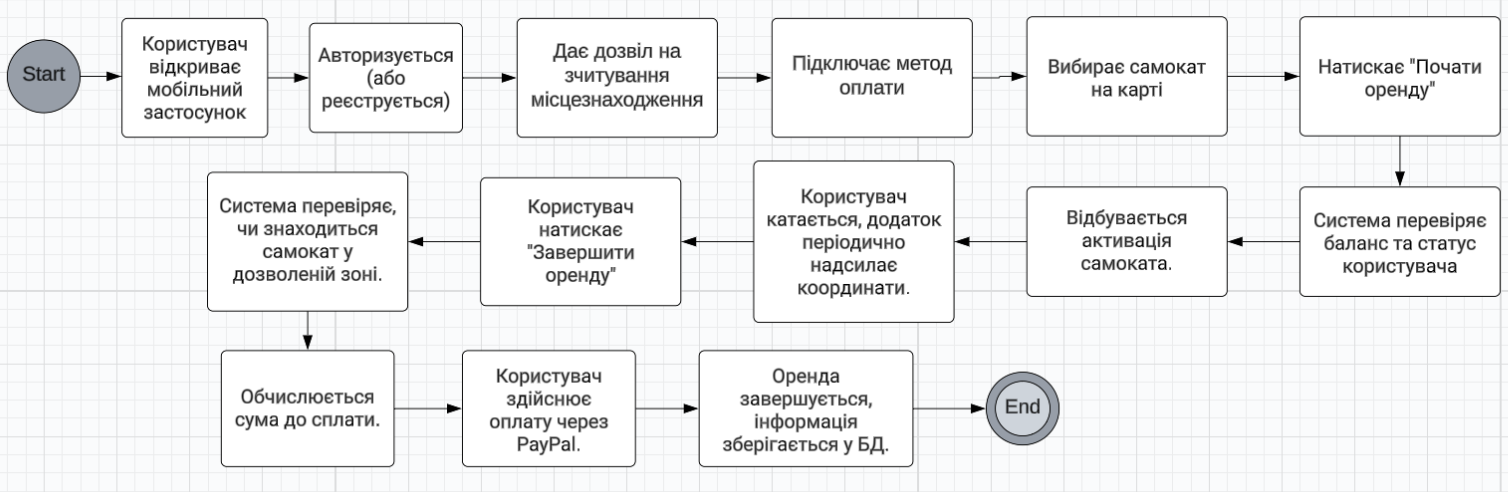 Start
Користувач
відкриває
мобільний
застосунок
Авторизується
(або
реєструється)
Дає дозвіл на
зчитування
місцезнаходження
Підключає метод
оплати
Вибирає самокат
на карті
Натискає "Почати
оренду"
Система перевіряє
баланс та статус
користувача
Відбувається
активація
самоката.
Користувач
катається, додаток
періодично
надсилає
координати.
Користувач
натискає
"Завершити
оренду"
Система перевіряє,
чи знаходиться
самокат у
дозволеній зоні.
Обчислюється
сума до сплати.
Користувач
здійснює
оплату через
PayPal.
Оренда
завершується,
інформація
зберігається у БД.
End